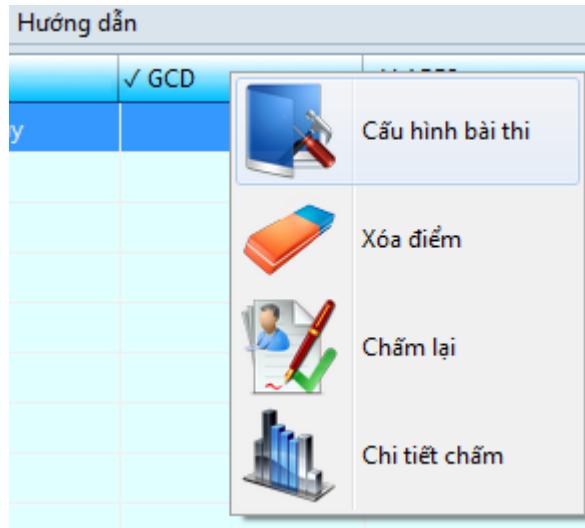 Hướng dẫn
✓ GCD
y
Cấu hình bài thi
Xóa điểm
Chấm lại
Chi tiết chấm